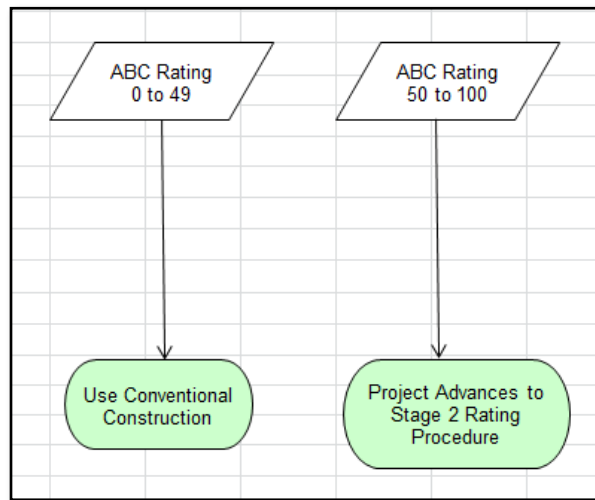 ABC Rating
0 to 49
ABC Rating
50 to 100
Use Conventional
Construction
Project Advances to
Stage 2 Rating
Procedure